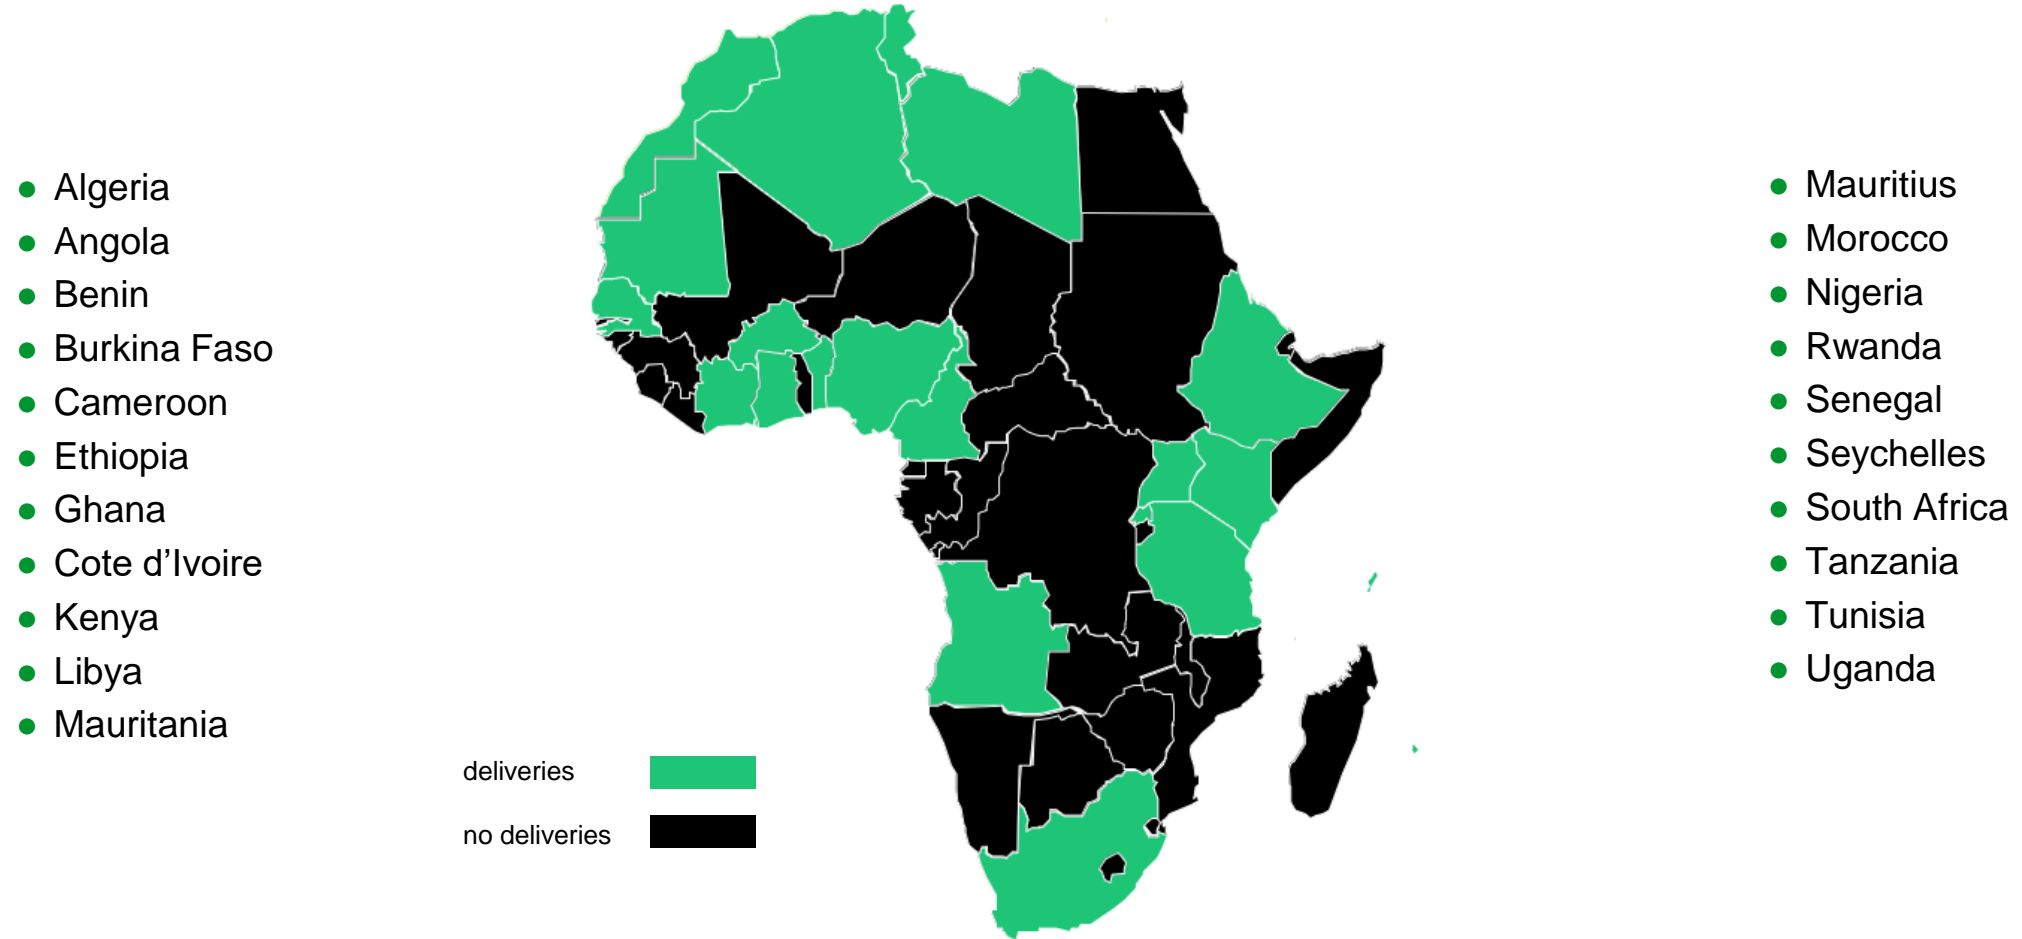 ● Algeria
● Angola
● Benin
● Burkina Faso
● Cameroon
● Ethiopia
● Ghana
● Cote d’Ivoire
● Kenya
● Libya
● Mauritania
deliveries
no deliveries
● Mauritius
● Morocco
● Nigeria
● Rwanda
● Senegal
● Seychelles
● South Africa
● Tanzania
● Tunisia
● Uganda